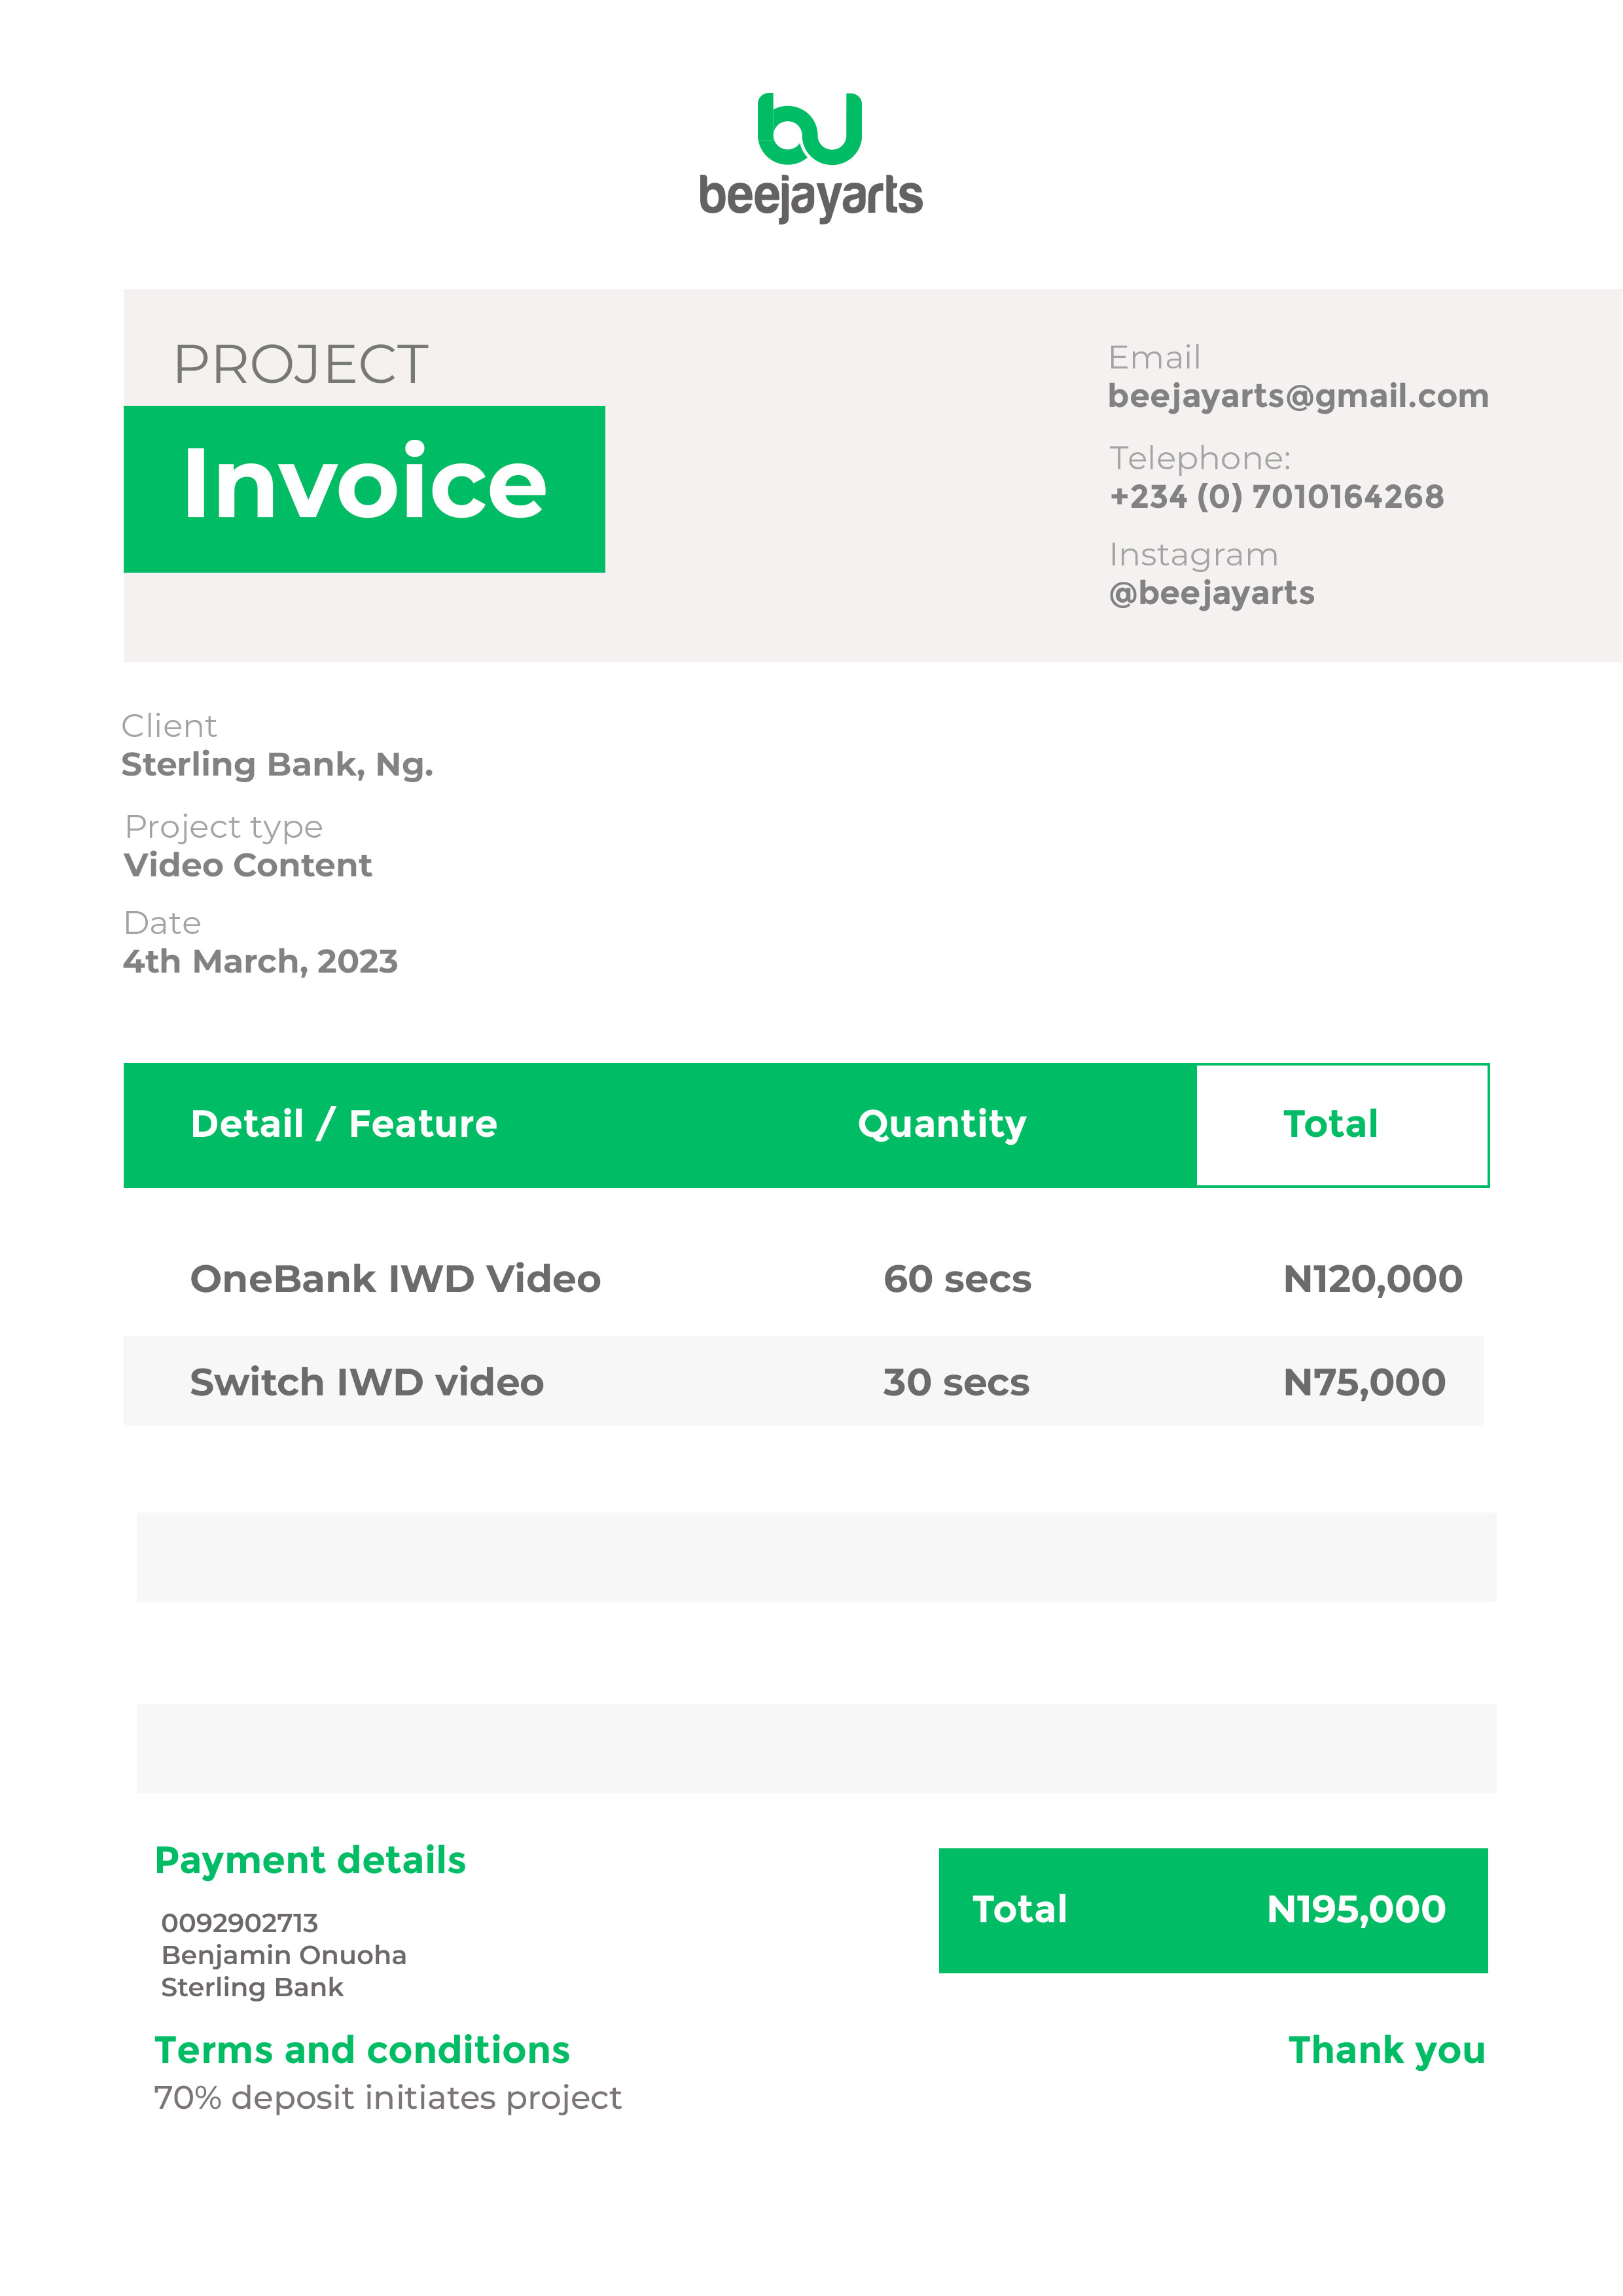 bj
beejayarts
PROJECT
Invoice
Email
beejayarts@gmail.com
Telephone:
+234 (0) 7010164268
Instagram
@beejayarts
Client
Sterling Bank, Ng.
Project type
Video Content
Date
4th March, 2023
Detail / Feature Quantity Total
OneBank IWD Video 60 secs N120,000
Switch IWD video 30 secs N75,000
Payment details
0092902713
Benjamin Onuoha
Sterling Bank
Total N195,000
Terms and conditions
70% deposit initiates project
Thank you